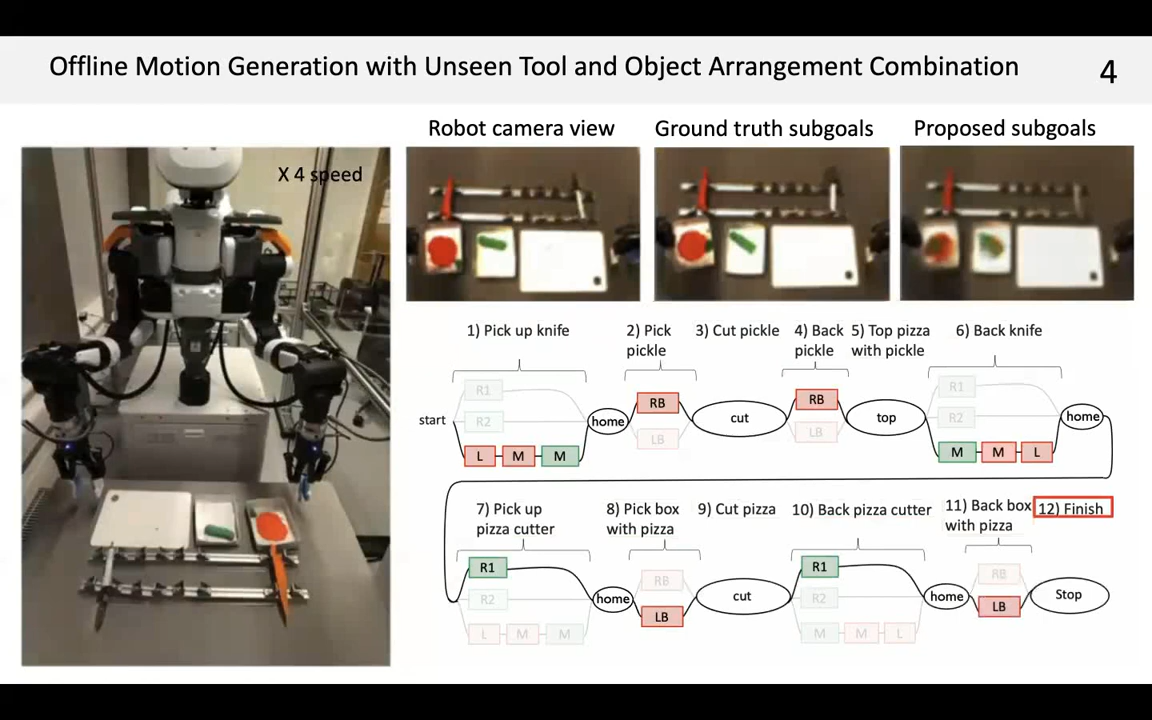 Offline Motion Generation with Unseen Tool and Object Arrangement Combination
4
X 4 speed
Robot camera view
Ground truth subgoals
Proposed subgoals
1) Pick up knife
2) Pick
pickle
3) Cut pickle
4) Back
pickle
5) Top pizza
with pickle
6) Back knife
start
R1
R2
L
M
M
home
RB
LB
cut
RB
LB
top
R1
R2
M
M
L
home
7) Pick up
pizza cutter
8) Pick box
with pizza
9) Cut pizza
10) Back pizza cutter
11) Back box
with pizza
12) Finish
R1
R2
L
M
M
home
RB
LB
cut
R1
R2
M
M
L
home
RB
LB
Stop